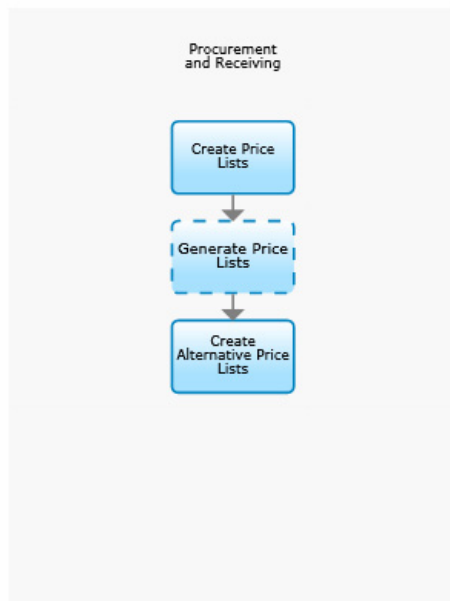 Procurement
and Receiving
Create Price
Lists
Generate Price
Lists
Create
Alternative Price
Lists